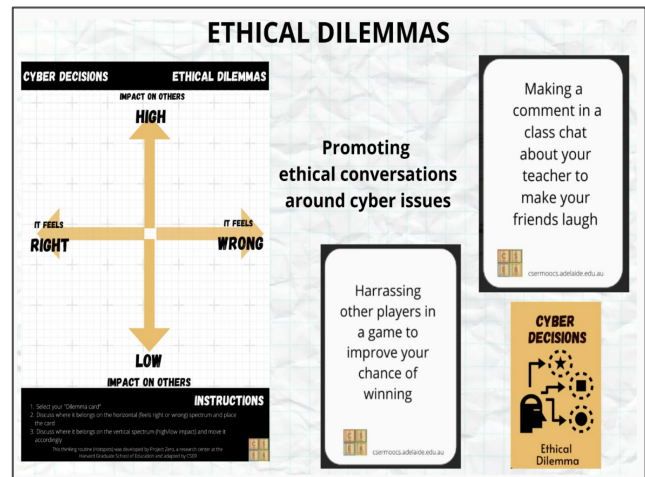 ETHICAL DILEMMAS
CYBER DECISIONS
ETHICAL DILEMMAS
IMPACT ON OTHERS
HIGH
IT FEELS
RIGHT
IT FEELS
WRONG
LOW
IMPACT ON OTHERS
INSTRUCTIONS
1. Select your "Dilemma card"
2. Discuss where it belongs on the horizontal (feels right or wrong) spectrum and place
the card
3. Discuss where it belongs on the vertical spectrum (high/low impact) and move it
accordingly
This thinking routine (Hotspots) was developed by Project Zero, a research center at the
Harvard Graduate School of Education and adapted by CSER
Promoting
ethical conversations
around cyber issues
Harrassing
other players in
a game to
improve your
chance of
winning
csermoocs.adelaide.edu.au
Making a
comment in a
class chat
about your
teacher to
make your
friends laugh
csermoocs.adelaide.edu.au
CYBER
DECISIONS
Ethical
Dilemma